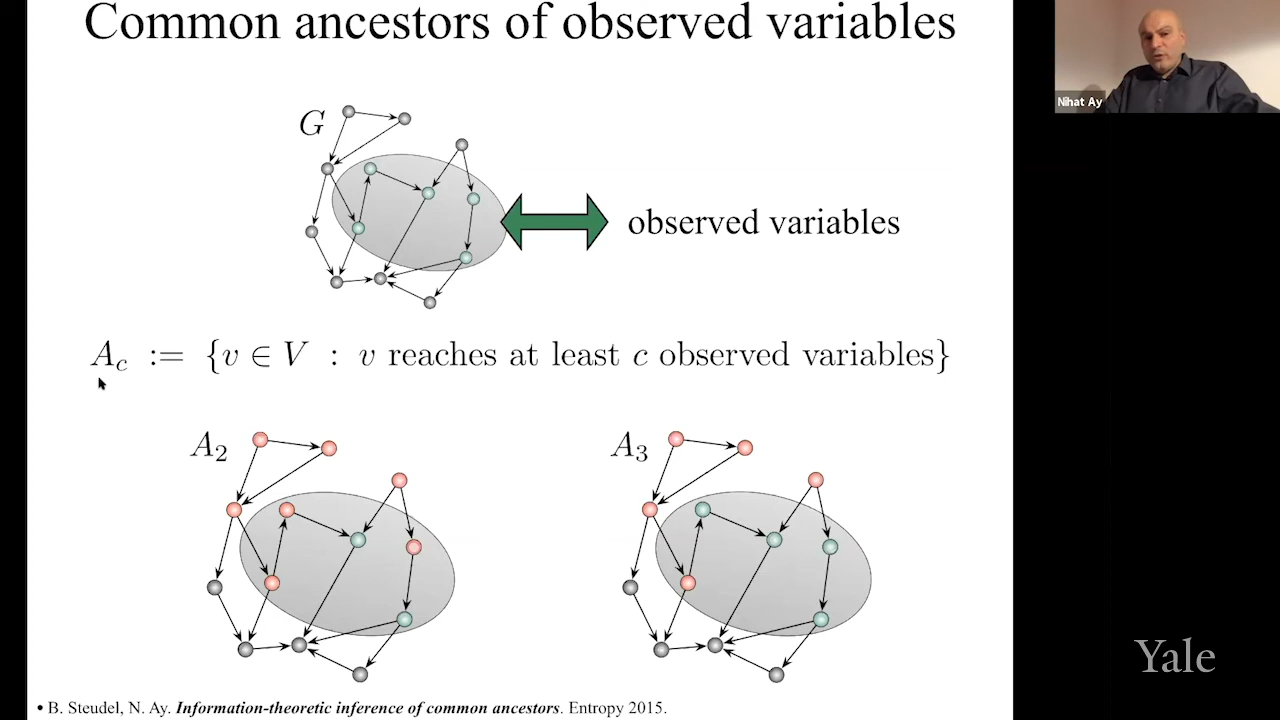 Common ancestors of observed variables
Nihat Ay
G
observed variables
A_c := {v ∈ V : v reaches at least c observed variables}
A_2
A_3
Yale
• B. Steudel, N. Ay. Information-theoretic inference of common ancestors. Entropy 2015.